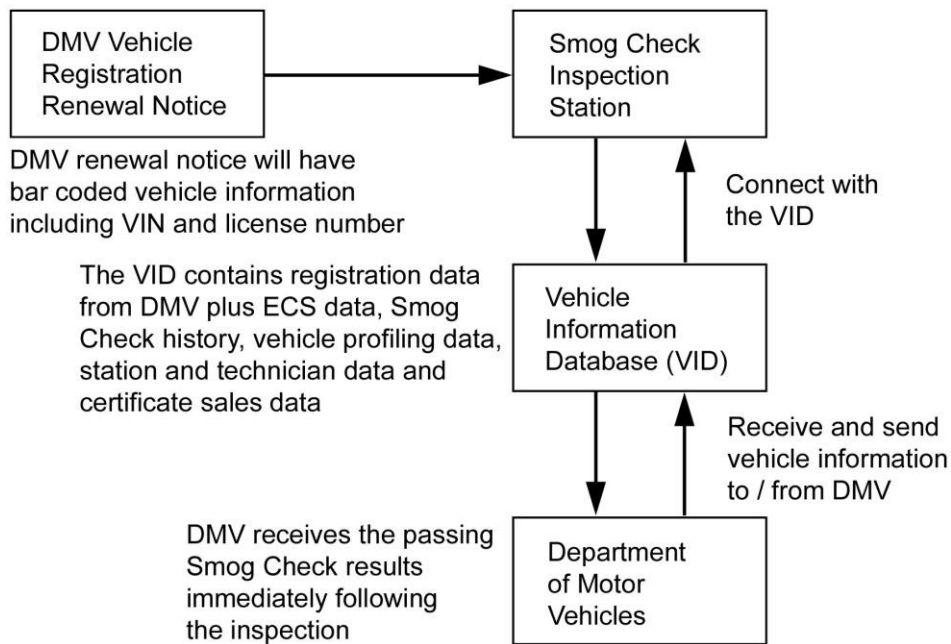 DMV Vehicle
Registration
Renewal Notice
Smog Check
Inspection
Station
DMV renewal notice will have
bar coded vehicle information
including VIN and license number
Connect with
the VID
The VID contains registration data
from DMV plus ECS data, Smog
Check history, vehicle profiling data,
station and technician data and
certificate sales data
Vehicle
Information
Database (VID)
Receive and send
vehicle information
to / from DMV
DMV receives the passing
Smog Check results
immediately following
the inspection
Department
of Motor
Vehicles